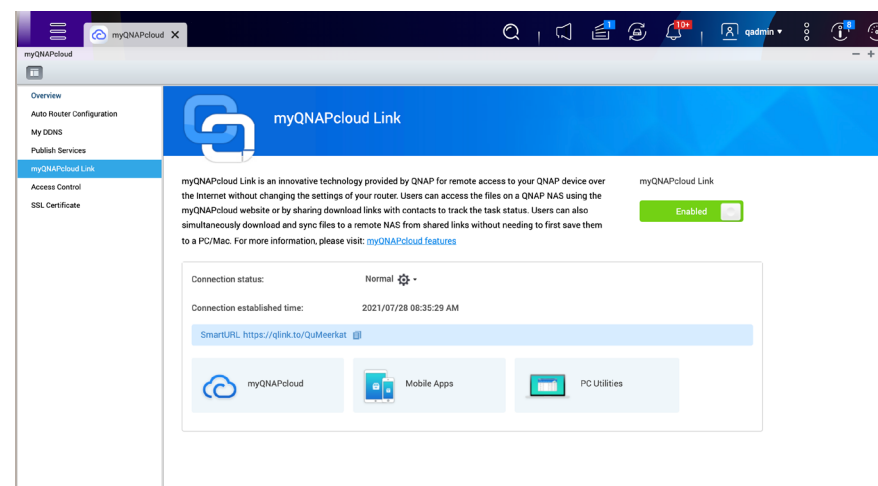 myQNAPcloud
1
10+
qadmin
8
myQNAPcloud
Overview
Auto Router Configuration
My DDNS
Publish Services
myQNAPcloud Link
Access Control
SSL Certificate
myQNAPcloud Link
myQNAPcloud Link is an innovative technology provided by QNAP for remote access to your QNAP device over
the Internet without changing the settings of your router. Users can access the files on a QNAP NAS using the
myQNAPcloud website or by sharing download links with contacts to track the task status. Users can also
simultaneously download and sync files to a remote NAS from shared links without needing to first save them
to a PC/Mac. For more information, please visit: myQNAPcloud features
myQNAPcloud Link
Enabled
Connection status: Normal
Connection established time: 2021/07/28 08:35:29 AM
SmartURL https://qlink.to/QuMeerkat
myQNAPcloud
Mobile Apps
PC Utilities